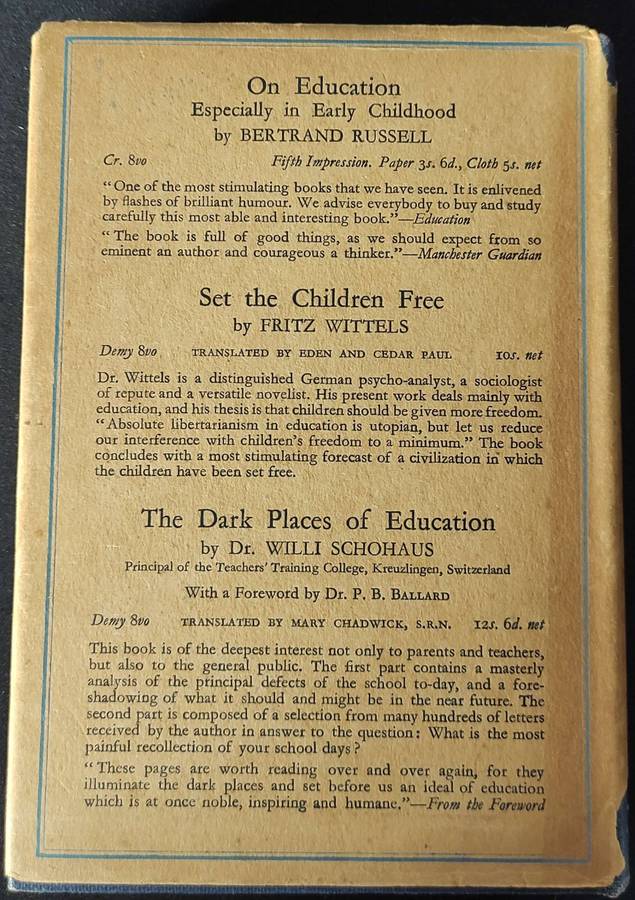 On Education
Especially in Early Childhood
by BERTRAND RUSSELL
Cr. 8vo Fifth Impression. Paper 3s. 6d., Cloth 5s. net
“One of the most stimulating books that we have seen. It is enlivened
by flashes of brilliant humour. We advise everybody to buy and study
carefully this most able and interesting book.”—Education
“The book is full of good things, as we should expect from so
eminent an author and courageous a thinker.”—Manchester Guardian
Set the Children Free
by FRITZ WITTELS
Demy 8vo TRANSLATED BY EDEN AND CEDAR PAUL 10s. net
Dr. Wittels is a distinguished German psycho-analyst, a sociologist
of repute and a versatile novelist. His present work deals mainly with
education, and his thesis is that children should be given more freedom.
“Absolute libertarianism in education is utopian, but let us reduce
our interference with children's freedom to a minimum.” The book
concludes with a most stimulating forecast of a civilization in which
the children have been set free.
The Dark Places of Education
by Dr. WILLI SCHOHAUS
Principal of the Teachers' Training College, Kreuzlingen, Switzerland
With a Foreword by Dr. P. B. BALLARD
Demy 8vo TRANSLATED BY MARY CHADWICK, S.R.N. 12s. 6d. net
This book is of the deepest interest not only to parents and teachers,
but also to the general public. The first part contains a masterly
analysis of the principal defects of the school to-day, and a fore-
shadowing of what it should and might be in the near future. The
second part is composed of a selection from many hundreds of letters
received by the author in answer to the question: What is the most
painful recollection of your school days?
“These pages are worth reading over and over again, for they
illuminate the dark places and set before us an ideal of education
which is at once noble, inspiring and humane.”—From the Foreword